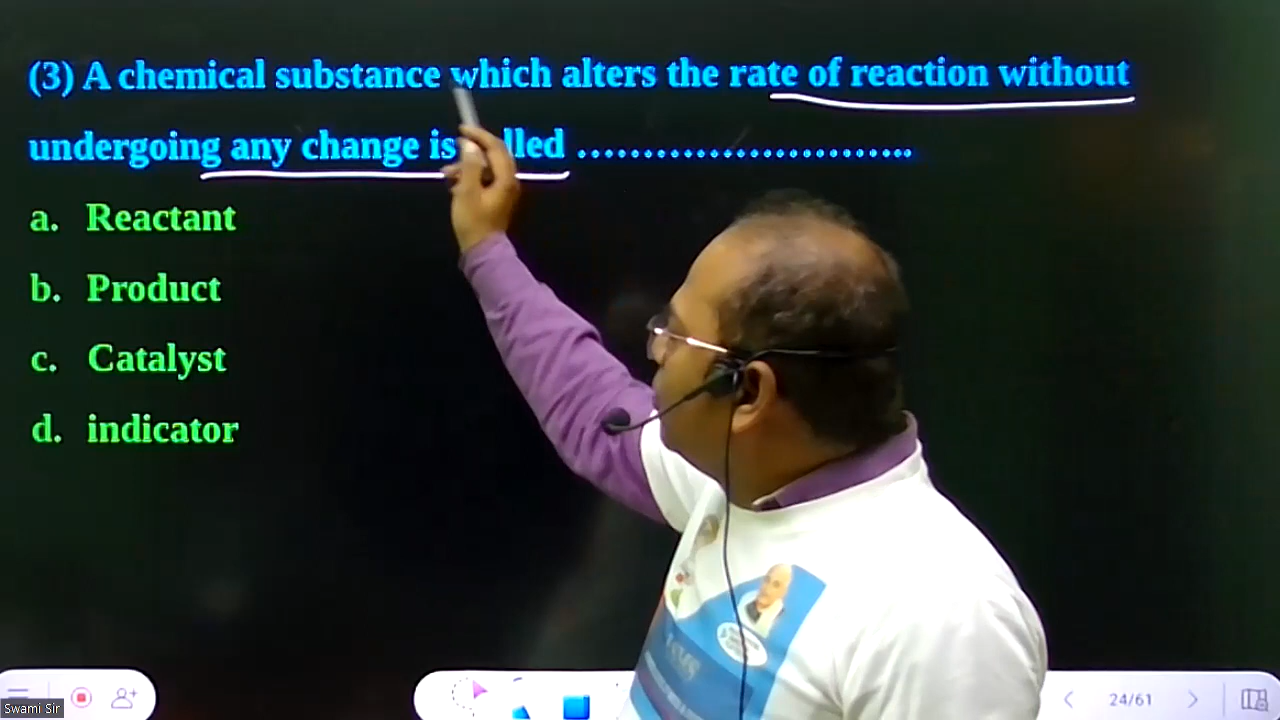 (3) A chemical substance which alters the rate of reaction without
undergoing any change is ..........................
a. Reactant
b. Product
c. Catalyst
d. indicator
24/61
Swami Sir